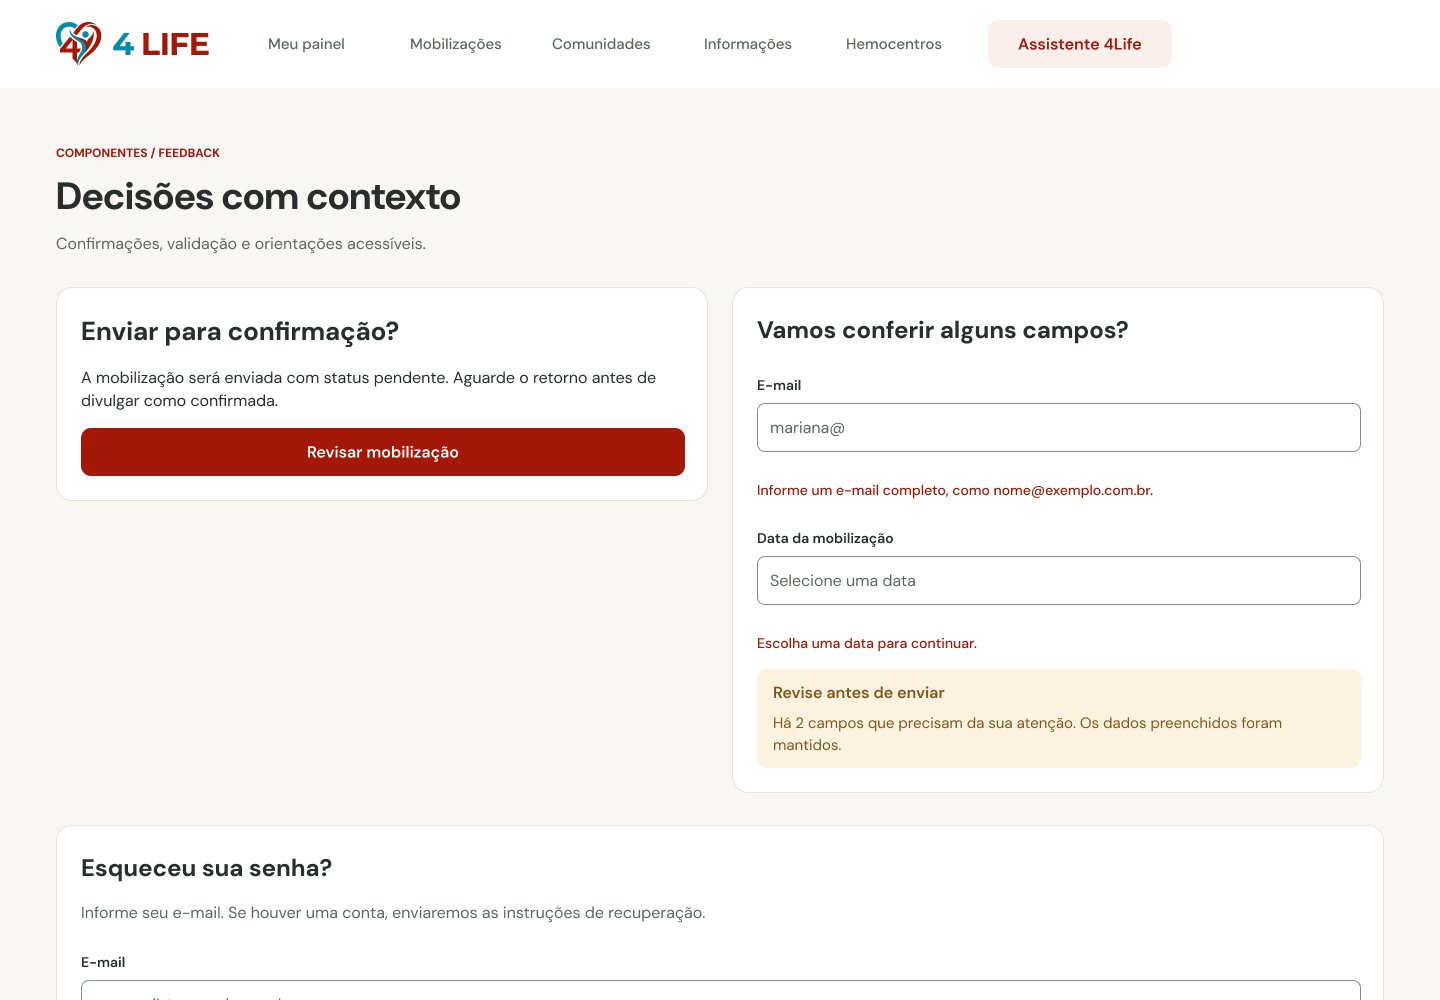 4 LIFE
Meu painel
Mobilizações
Comunidades
Informações
Hemocentros
Assistente 4Life
COMPONENTES / FEEDBACK
Decisões com contexto
Confirmações, validação e orientações acessíveis.
Enviar para confirmação?
A mobilização será enviada com status pendente. Aguarde o retorno antes de
divulgar como confirmada.
Revisar mobilização
Vamos conferir alguns campos?
E-mail
mariana@
Informe um e-mail completo, como nome@exemplo.com.br.
Data da mobilização
Selecione uma data
Escolha uma data para continuar.
Revise antes de enviar
Há 2 campos que precisam da sua atenção. Os dados preenchidos foram
mantidos.
Esqueceu sua senha?
Informe seu e-mail. Se houver uma conta, enviaremos as instruções de recuperação.
E-mail